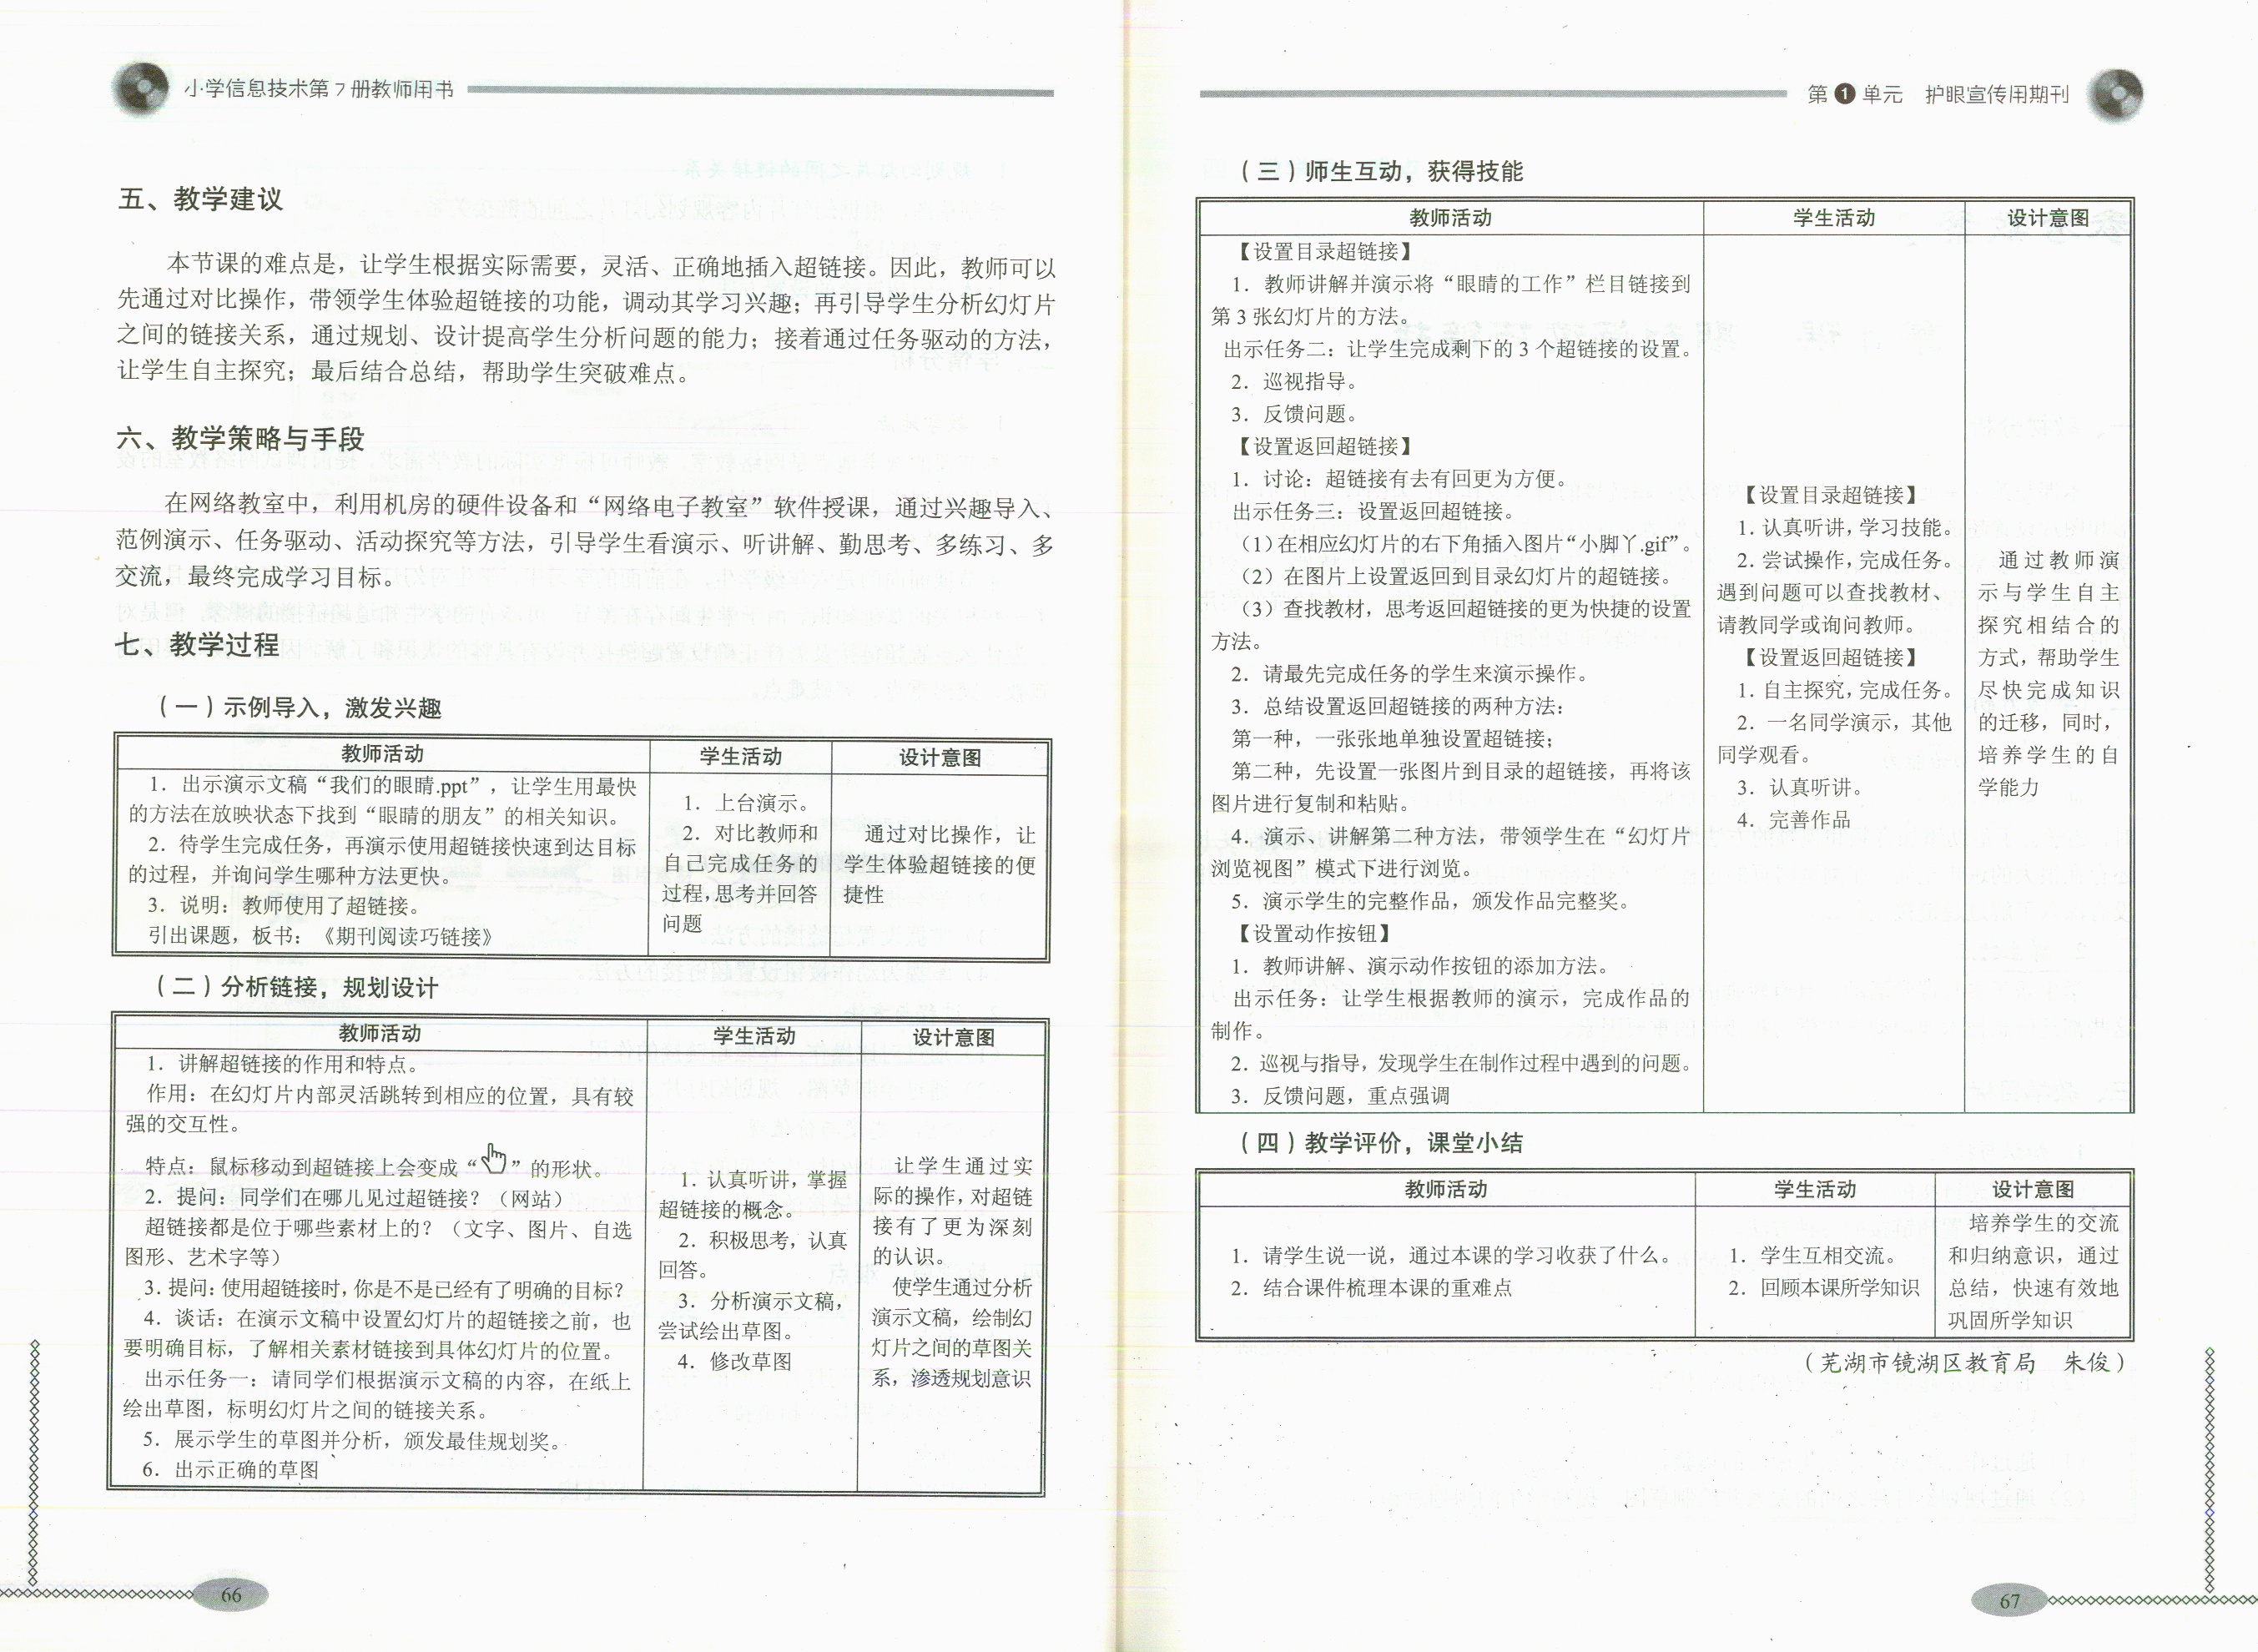 小学信息技术第7册教师用书
五、教学建议
本节课的难点是，让学生根据实际需要，灵活、正确地插入超链接。因此，教师可以
先通过对比操作，带领学生体验超链接的功能，调动其学习兴趣；再引导学生分析幻灯片
之间的链接关系，通过规划、设计提高学生分析问题的能力；接着通过任务驱动的方法，
让学生自主探究；最后结合总结，帮助学生突破难点。
六、教学策略与手段
在网络教室中，利用机房的硬件设备和“网络电子教室”软件授课，通过兴趣导入、
范例演示、任务驱动、活动探究等方法，引导学生看演示、听讲解、勤思考、多练习、多
交流，最终完成学习目标。
七、教学过程
（一）示例导入，激发兴趣
教师活动
学生活动
设计意图
1．出示演示文稿“我们的眼睛.ppt”，让学生用最快
的方法在放映状态下找到“眼睛的朋友”的相关知识。
2．待学生完成任务，再演示使用超链接快速到达目标
的过程，并询问学生哪种方法更快。
3．说明：教师使用了超链接。
引出课题，板书：《期刊阅读巧链接》
1．上台演示。
2．对比教师和
自己完成任务的
过程，思考并回答
问题
通过对比操作，让
学生体验超链接的便
捷性
（二）分析链接，规划设计
教师活动
学生活动
设计意图
1．讲解超链接的作用和特点。
作用：在幻灯片内部灵活跳转到相应的位置，具有较
强的交互性。
特点：鼠标移动到超链接上会变成“ ”的形状。
2．提问：同学们在哪儿见过超链接？（网站）
超链接都是位于哪些素材上的？（文字、图片、自选
图形、艺术字等）
3．提问：使用超链接时，你是不是已经有了明确的目标？
4．谈话：在演示文稿中设置幻灯片的超链接之前，也
要明确目标，了解相关素材链接到具体幻灯片的位置。
出示任务一：请同学们根据演示文稿的内容，在纸上
绘出草图，标明幻灯片之间的链接关系。
5．展示学生的草图并分析，颁发最佳规划奖。
6．出示正确的草图
1．认真听讲，掌握
超链接的概念。
2．积极思考，认真
回答。
3．分析演示文稿，
尝试绘出草图。
4．修改草图
让学生通过实
际的操作，对超链
接有了更为深刻
的认识。
使学生通过分析
演示文稿，绘制幻
灯片之间的草图关
系，渗透规划意识
66
第1单元 护眼宣传用期刊
（三）师生互动，获得技能
教师活动
学生活动
设计意图
【设置目录超链接】
1．教师讲解并演示将“眼睛的工作”栏目链接到
第3张幻灯片的方法。
出示任务二：让学生完成剩下的3个超链接的设置。
2．巡视指导。
3．反馈问题。
【设置返回超链接】
1．讨论：超链接有去有回更为方便。
出示任务三：设置返回超链接。
（1）在相应幻灯片的右下角插入图片“小脚丫.gif”。
（2）在图片上设置返回到目录幻灯片的超链接。
（3）查找教材，思考返回超链接的更为快捷的设置
方法。
2．请最先完成任务的学生来演示操作。
3．总结设置返回超链接的两种方法：
第一种，一张张地单独设置超链接；
第二种，先设置一张图片到目录的超链接，再将该
图片进行复制和粘贴。
4．演示、讲解第二种方法，带领学生在“幻灯片
浏览视图”模式下进行浏览。
5．演示学生的完整作品，颁发作品完整奖。
【设置动作按钮】
1．教师讲解、演示动作按钮的添加方法。
出示任务：让学生根据教师的演示，完成作品的
制作。
2．巡视与指导，发现学生在制作过程中遇到的问题。
3．反馈问题，重点强调
【设置目录超链接】
1．认真听讲，学习技能。
2．尝试操作，完成任务。
遇到问题可以查找教材、
请教同学或询问教师。
【设置返回超链接】
1．自主探究，完成任务。
2．一名同学演示，其他
同学观看。
3．认真听讲。
4．完善作品
通过教师演
示与学生自主
探究相结合的
方式，帮助学生
尽快完成知识
的迁移，同时，
培养学生的自
学能力
（四）教学评价，课堂小结
教师活动
学生活动
设计意图
1．请学生说一说，通过本课的学习收获了什么。
2．结合课件梳理本课的重难点
1．学生互相交流。
2．回顾本课所学知识
培养学生的交流
和归纳意识，通过
总结，快速有效地
巩固所学知识
（芜湖市镜湖区教育局 朱俊）
67